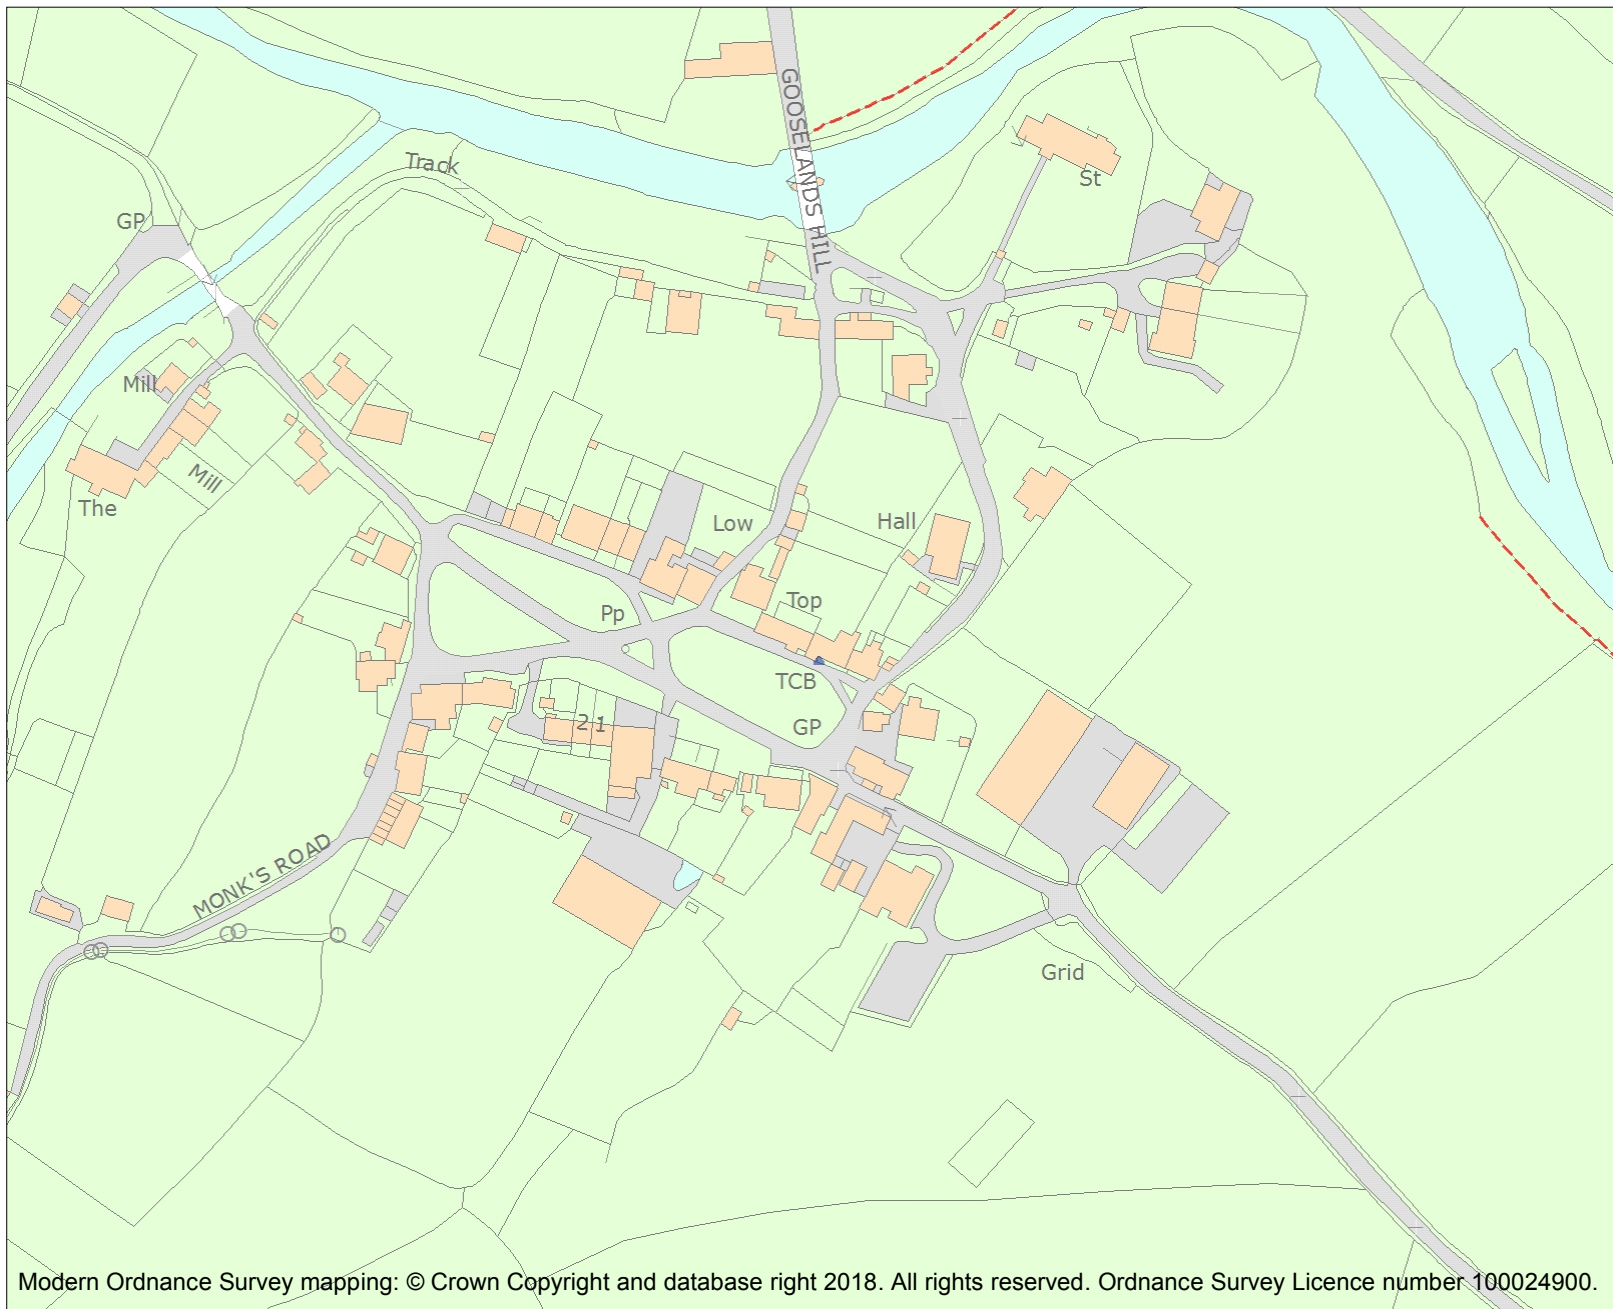 GOOSELANDS HILL
Track
St
GP
Mill
Mill
The
Low
Hall
Top
Pp
TCB
GP
2 1
MONK'S ROAD
Grid
Modern Ordnance Survey mapping: © Crown Copyright and database right 2018. All rights reserved. Ordnance Survey Licence number 100024900.